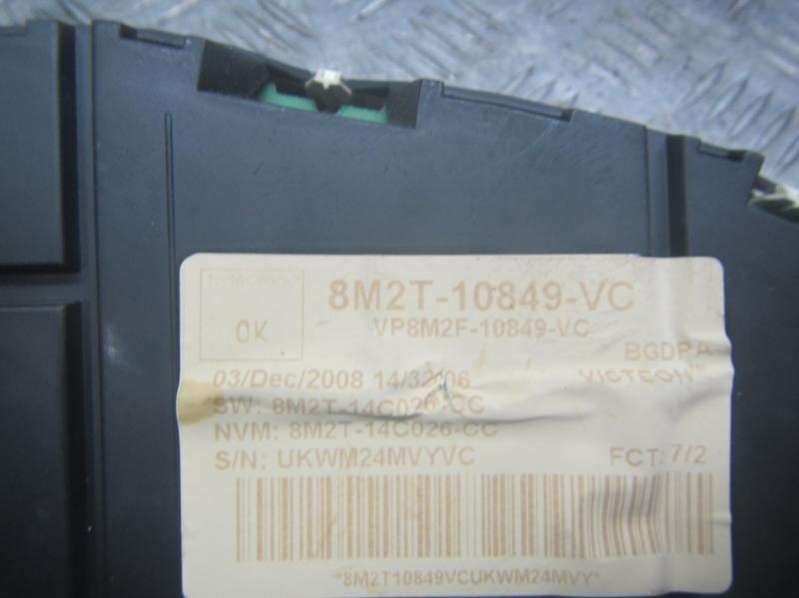 OK
8M2T-10849-VC
VP8M2F-10849-VC
BGDPA
03/Dec/2008 14/32/06
VICTEON™
SW: 8M2T-14C026-CC
NVM: 8M2T-14C026-CC
S/N: UKWM24MVYVC
FCT: 7/2
*8M2T10849VCUKWM24MVY*